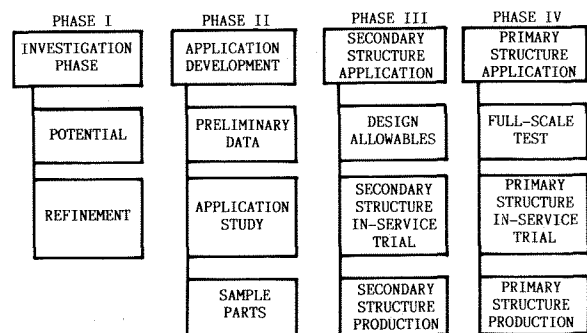 PHASE I
INVESTIGATION
PHASE
POTENTIAL
REFINEMENT
PHASE II
APPLICATION
DEVELOPMENT
PRELIMINARY
DATA
APPLICATION
STUDY
SAMPLE
PARTS
PHASE III
SECONDARY
STRUCTURE
APPLICATION
DESIGN
ALLOWABLES
SECONDARY
STRUCTURE
IN-SERVICE
TRIAL
SECONDARY
STRUCTURE
PRODUCTION
PHASE IV
PRIMARY
STRUCTURE
APPLICATION
FULL-SCALE
TEST
PRIMARY
STRUCTURE
IN-SERVICE
TRIAL
PRIMARY
STRUCTURE
PRODUCTION